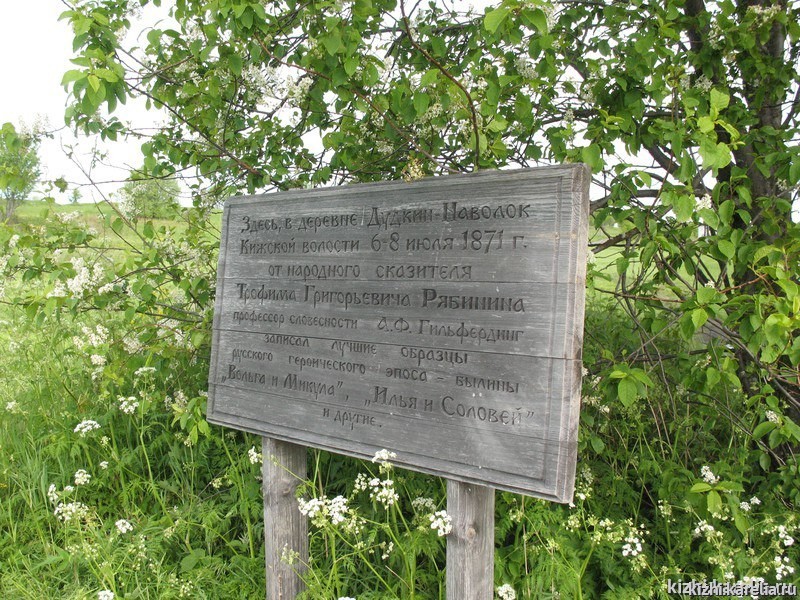 Здесь, в деревне Дудкин-Наволок
Кижской волости 6-8 июля 1871 г.
от народного сказителя
Трофима Григорьевича Рябинина
профессор словесности А.Ф. Гильфердинг
записал лучшие образцы
русского героического эпоса - былины
„Вольга и Микула", „Илья и Соловей"
и другие.
kizhi.karelia.ru